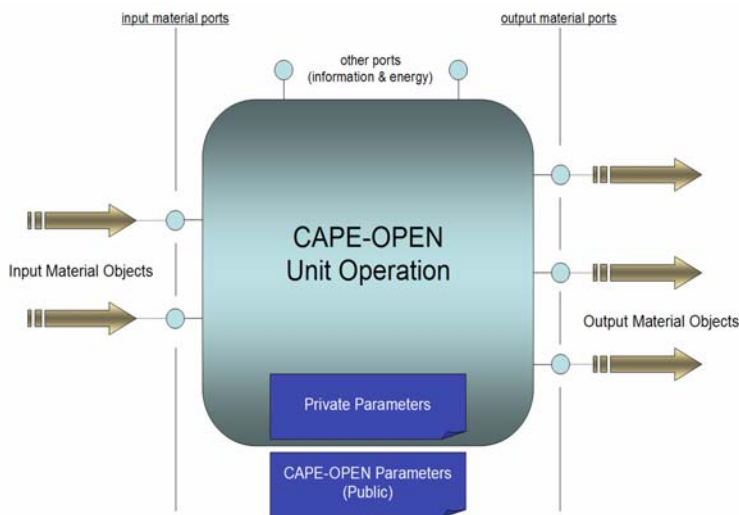 input material ports
output material ports
other ports
(information & energy)
CAPE-OPEN
Unit Operation
Input Material Objects
Output Material Objects
Private Parameters
CAPE-OPEN Parameters
(Public)